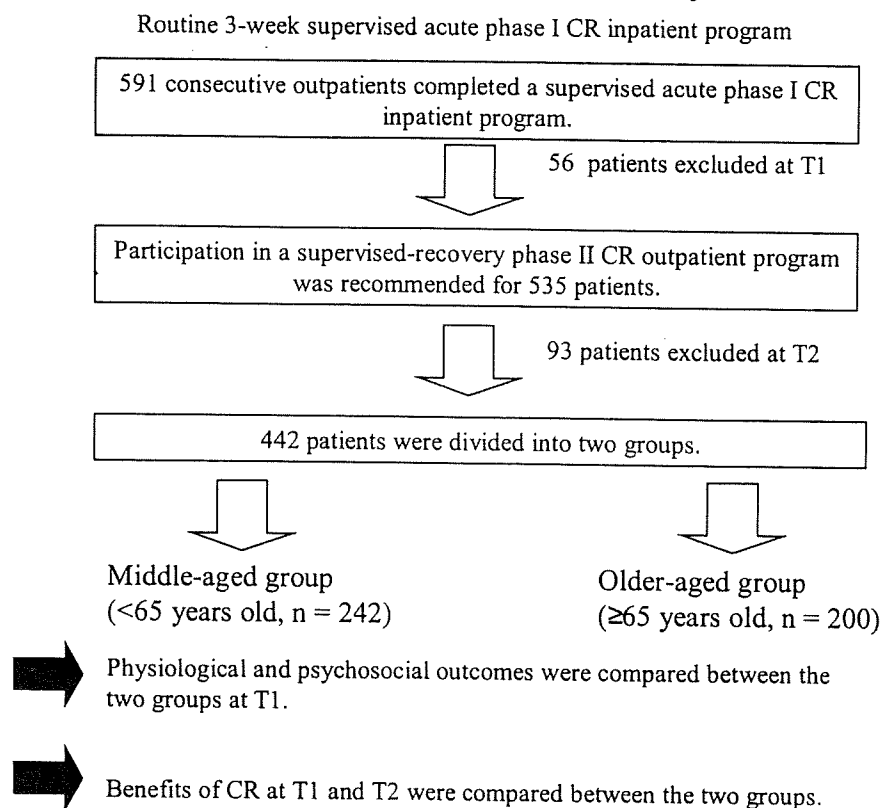 Routine 3-week supervised acute phase I CR inpatient program
591 consecutive outpatients completed a supervised acute phase I CR
inpatient program.
56 patients excluded at T1
Participation in a supervised-recovery phase II CR outpatient program
was recommended for 535 patients.
93 patients excluded at T2
442 patients were divided into two groups.
Middle-aged group
(<65 years old, n = 242)
Older-aged group
(≥65 years old, n = 200)
Physiological and psychosocial outcomes were compared between the
two groups at T1.
Benefits of CR at T1 and T2 were compared between the two groups.